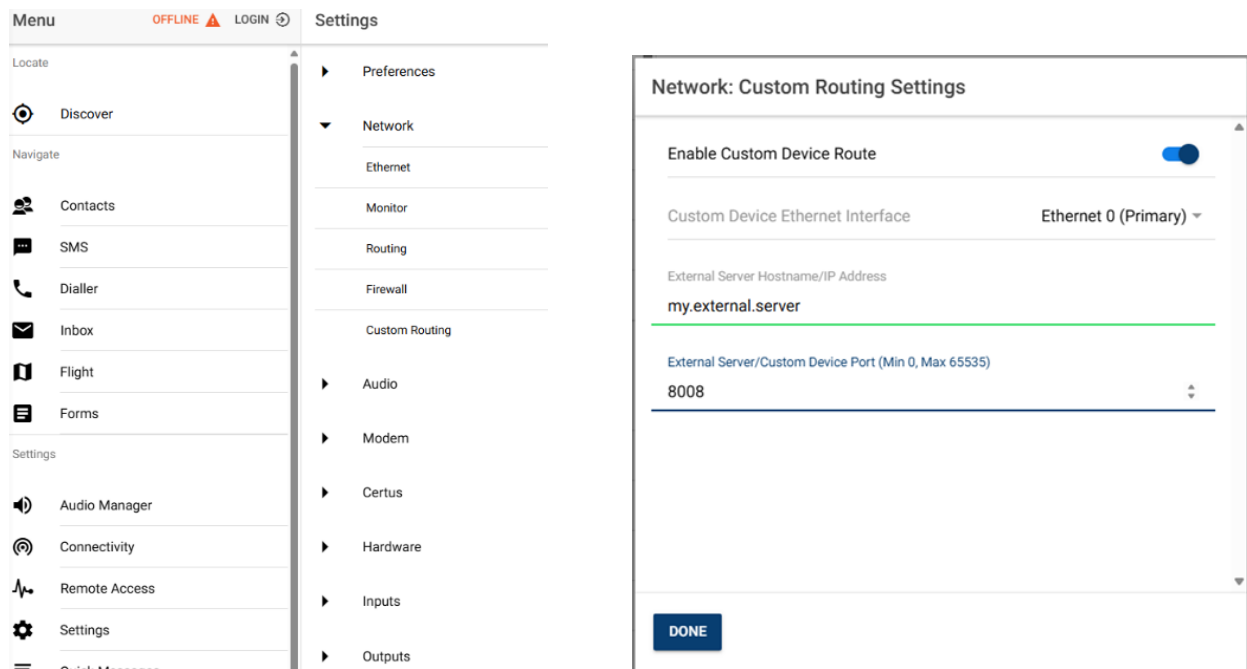 Menu
OFFLINE
LOGIN
Locate
Discover
Navigate
Contacts
SMS
Dialler
Inbox
Flight
Forms
Settings
Audio Manager
Connectivity
Remote Access
Settings
Settings
Preferences
Network
Ethernet
Monitor
Routing
Firewall
Custom Routing
Audio
Modem
Certus
Hardware
Inputs
Outputs
Network: Custom Routing Settings
Enable Custom Device Route
Custom Device Ethernet Interface
Ethernet 0 (Primary)
External Server Hostname/IP Address
my.external.server
External Server/Custom Device Port (Min 0, Max 65535)
8008
DONE